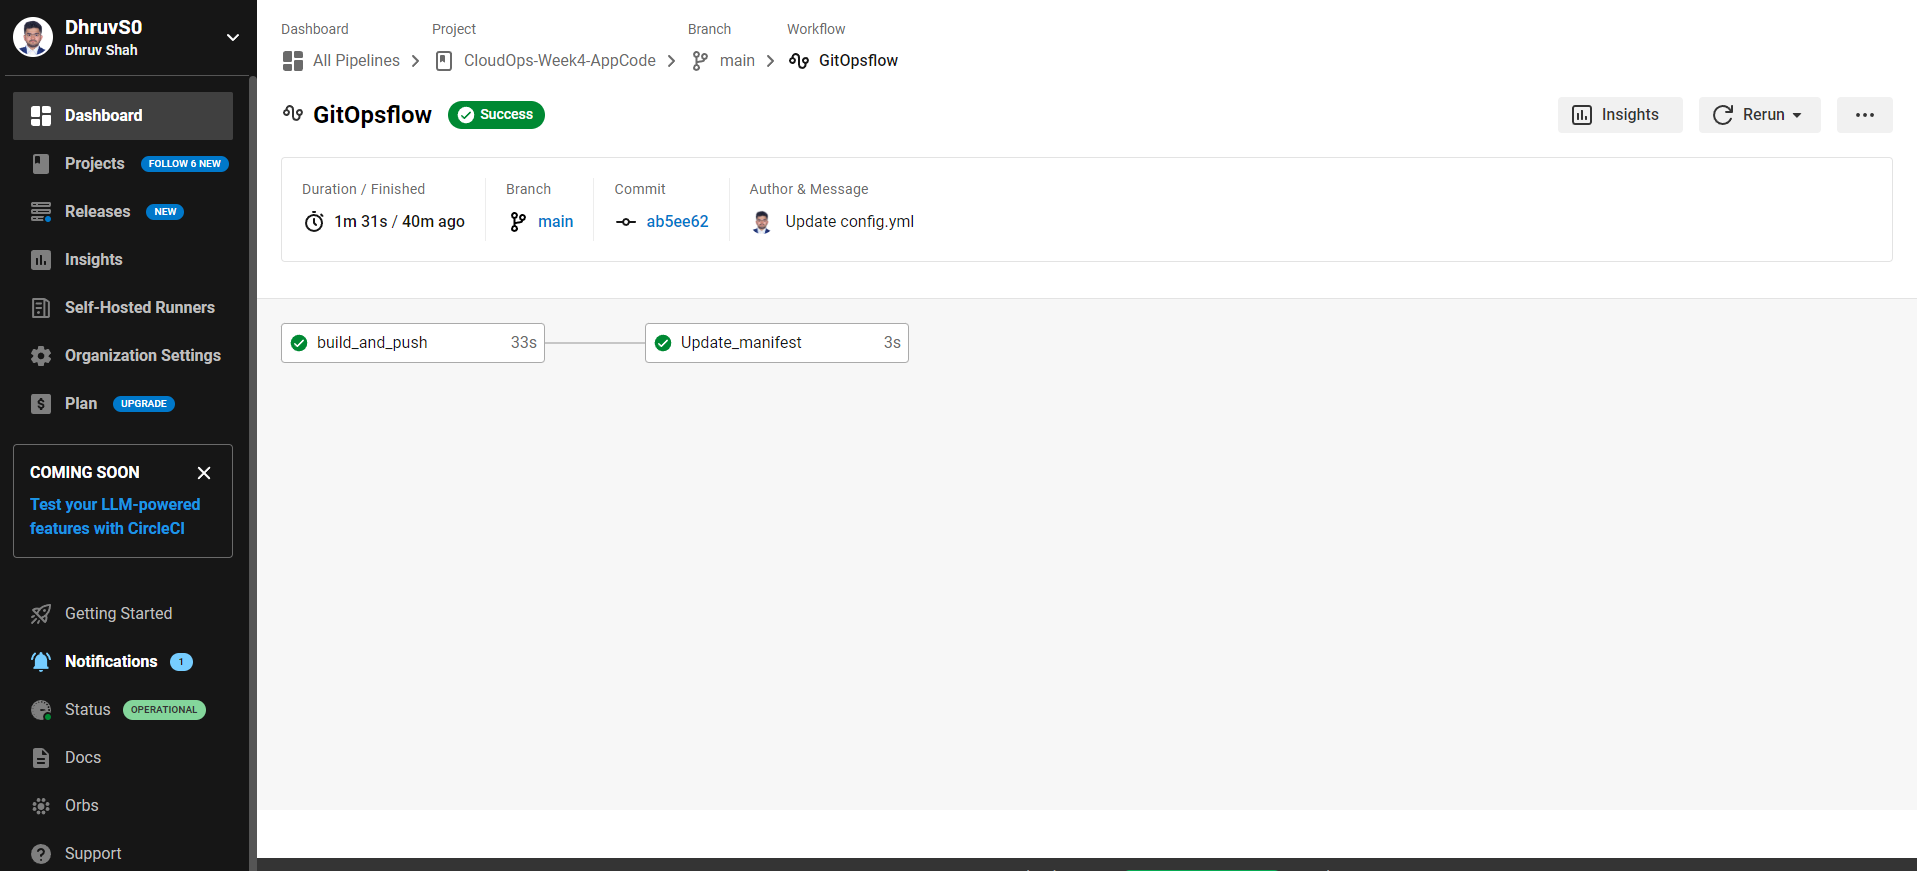 DhruvS0
Dhruv Shah
Dashboard
Projects FOLLOW 6 NEW
Releases NEW
Insights
Self-Hosted Runners
Organization Settings
Plan UPGRADE
COMING SOON
Test your LLM-powered
features with CircleCI
Getting Started
Notifications 1
Status OPERATIONAL
Docs
Orbs
Support
Dashboard Project Branch Workflow
All Pipelines CloudOps-Week4-AppCode main GitOpsflow
GitOpsflow Success
Insights Rerun
Duration / Finished Branch Commit Author & Message
1m 31s / 40m ago main ab5ee62 Update config.yml
build_and_push 33s Update_manifest 3s